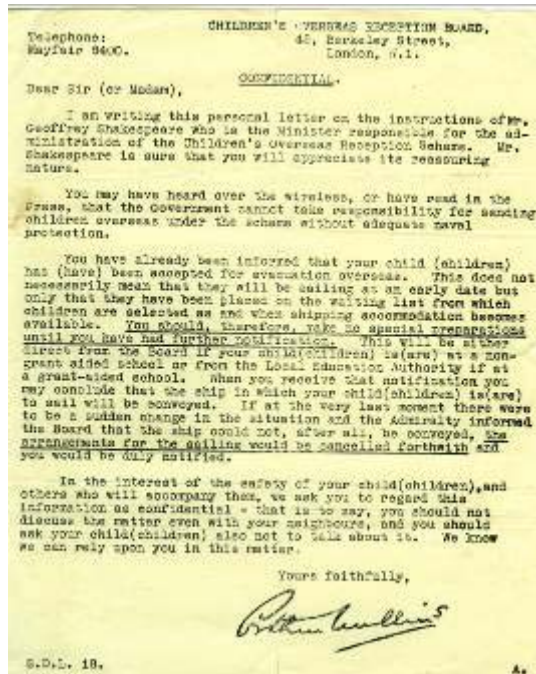 CHILDREN'S OVERSEAS RECEPTION BOARD,
Telephone: 45, Berkeley Street,
Mayfair 8400. London, W.1.
CONFIDENTIAL.
Dear Sir (or Madam),
I am writing this personal letter on the instructions of Mr.
Geoffrey Shakespeare who is the Minister responsible for the ad-
ministration of the Children's Overseas Reception Scheme. Mr.
Shakespeare is sure that you will appreciate its reassuring
nature.
You may have heard over the wireless, or have read in the
Press, that the Government cannot take responsibility for sending
children overseas under the scheme without adequate naval
protection.
You have already been informed that your child (children)
has (have) been accepted for evacuation overseas. This does not
necessarily mean that they will be sailing at an early date but
only that they have been placed on the waiting list from which
children are selected as and when shipping accommodation becomes
available. You should, therefore, make no special preparations
until you have had further notification. This will be either
direct from the Board if your child(children) is(are) at a non-
grant aided school or from the Local Education Authority if at
a grant-aided school. When you receive that notification you
may conclude that the ship in which your child(children) is(are)
to sail will be convoyed. If at the very last moment there were
to be a sudden change in the situation and the Admiralty informed
the Board that the ship could not, after all, be convoyed, the
arrangements for the sailing would be cancelled forthwith and
you would be duly notified.
In the interest of the safety of your child(children), and
others who will accompany them, we ask you to regard this
information as confidential - that is to say, you should not
discuss the matter even with your neighbours, and you should
ask your child(children) also not to talk about it. We know
we can rely upon you in this matter.
Yours faithfully,
A.